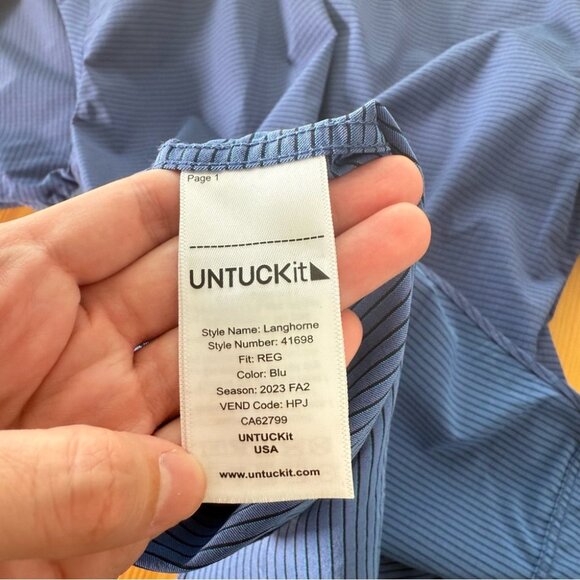 Page 1
UNTUCKit
Style Name: Langhorne
Style Number: 41698
Fit: REG
Color: Blu
Season: 2023 FA2
VEND Code: HPJ
CA62799
UNTUCKit
USA
www.untuckit.com